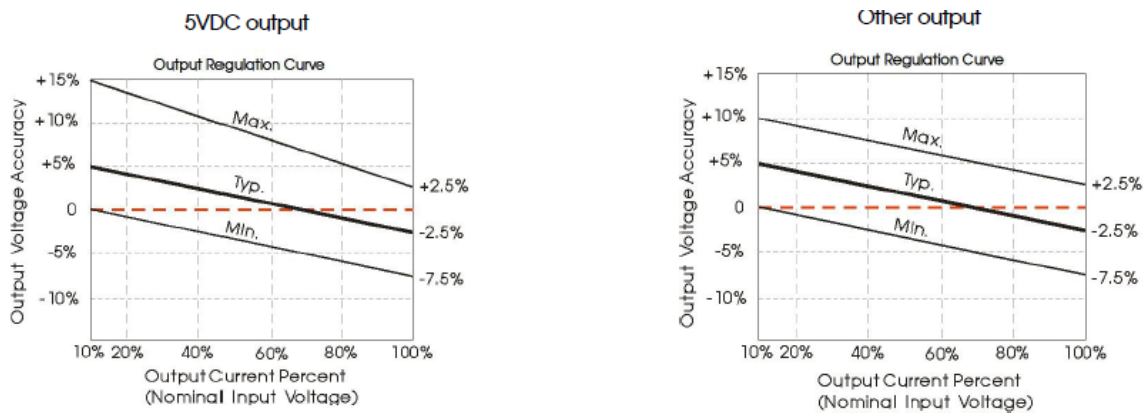 5VDC output
Output Regulation Curve
+15%
+10%
+5%
0
-5%
-10%
Output Voltage Accuracy
Max.
Typ.
Min.
+2.5%
-2.5%
-7.5%
10% 20% 40% 60% 80% 100%
Output Current Percent
(Nominal Input Voltage)
Other output
Output Regulation Curve
+15%
+10%
+5%
0
-5%
-10%
Output Voltage Accuracy
Max.
Typ.
Min.
+2.5%
-2.5%
-7.5%
10% 20% 40% 60% 80% 100%
Output Current Percent
(Nominal Input Voltage)